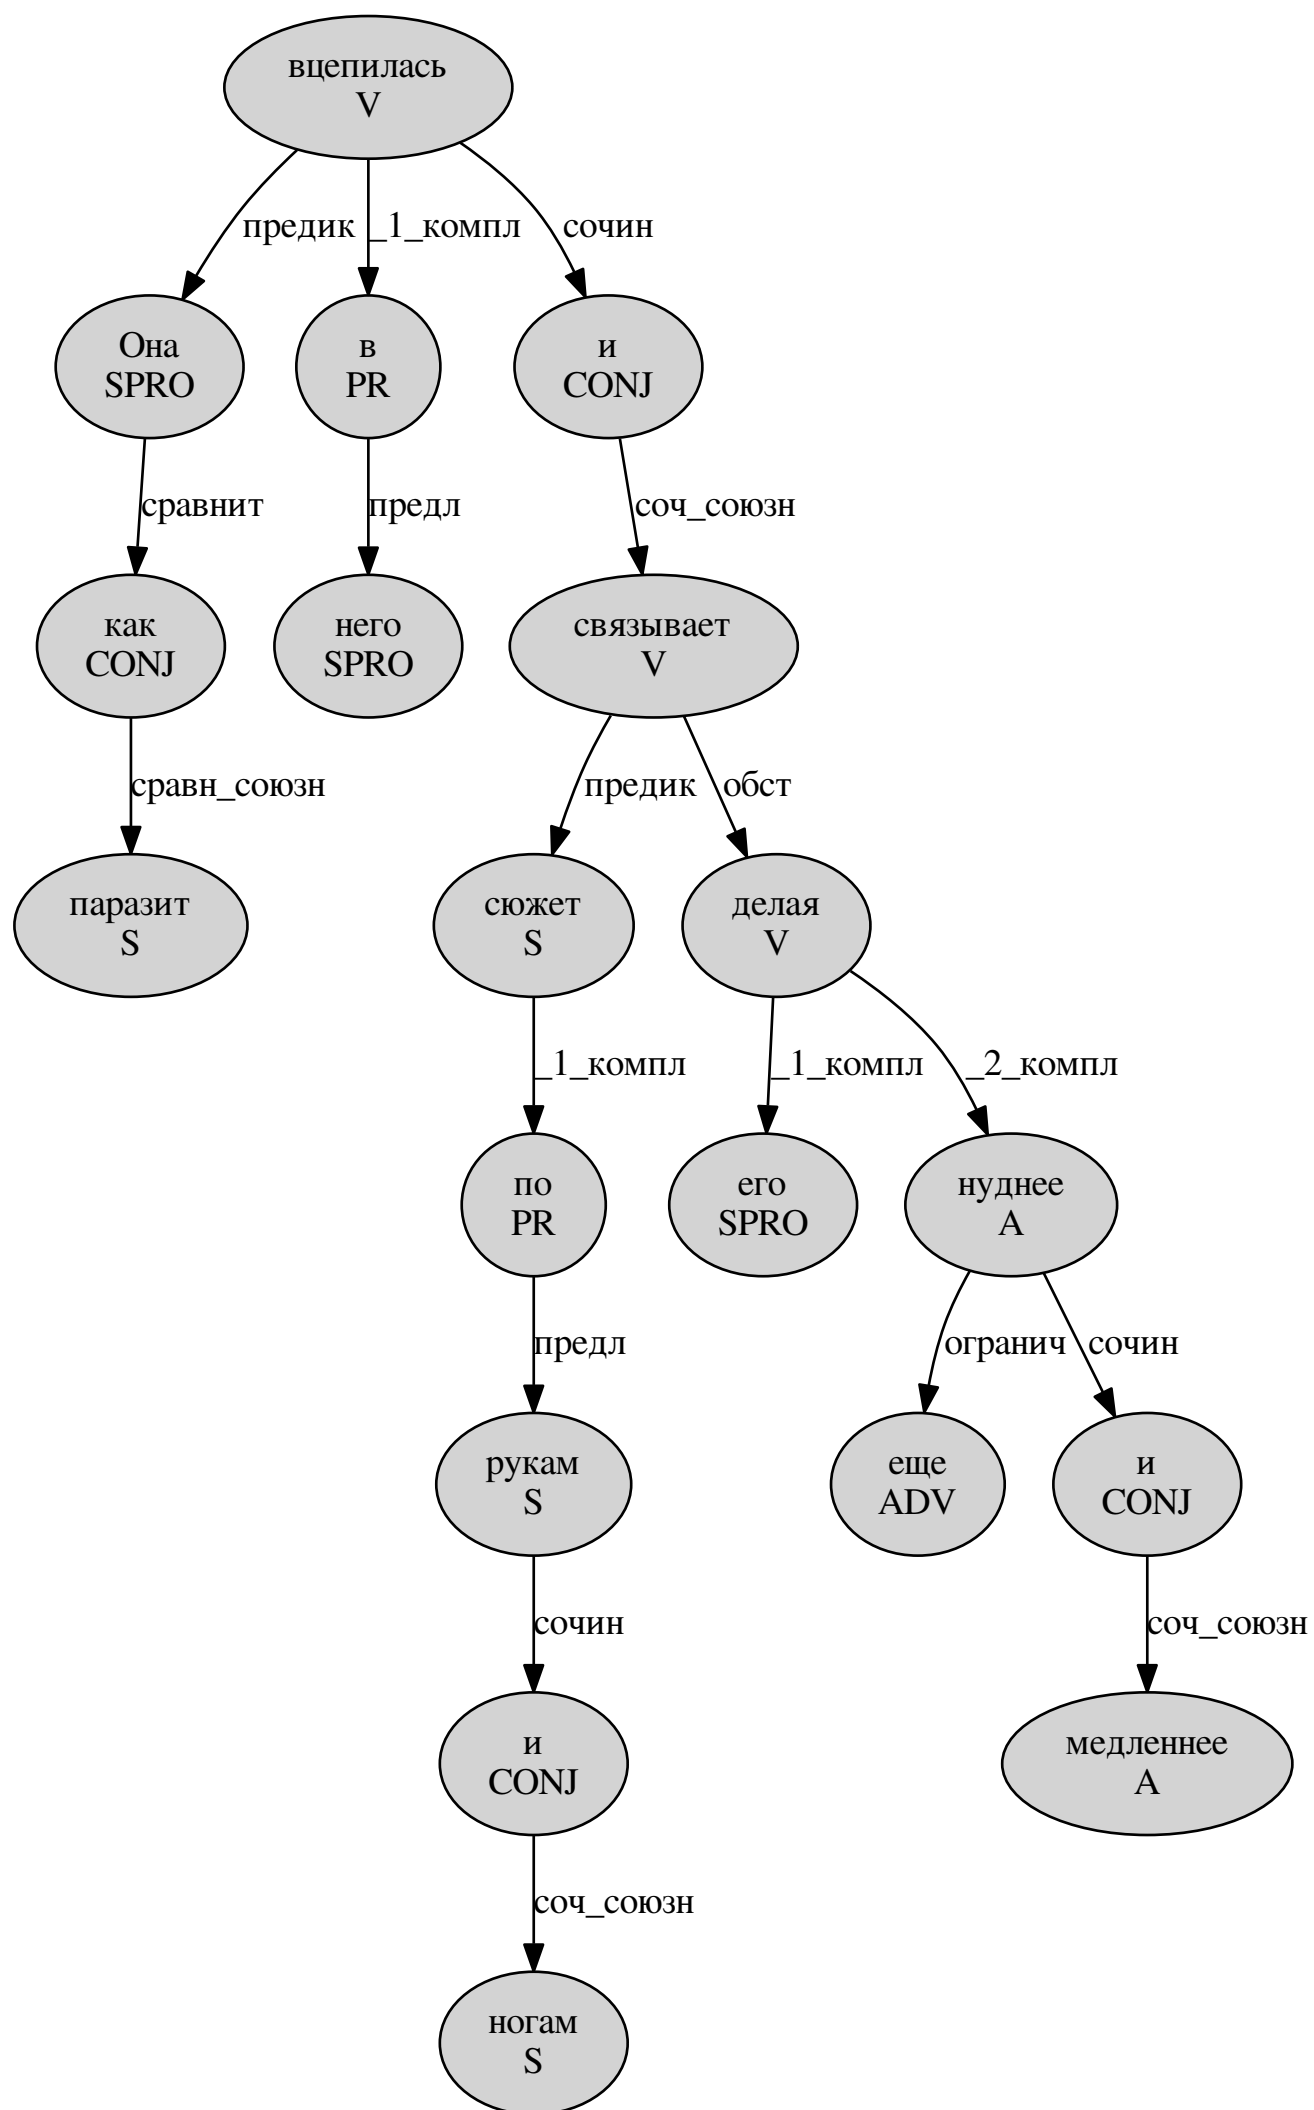 вцепилась
V
предик
_1_компл
сочин
Она
SPRO
в
PR
и
CONJ
сравнит
предл
соч_союзн
как
CONJ
него
SPRO
связывает
V
сравн_союзн
предик
обст
паразит
S
сюжет
S
делая
V
_1_компл
_1_компл
_2_компл
по
PR
его
SPRO
нуднее
A
предл
огранич
сочин
рукам
S
еще
ADV
и
CONJ
сочин
соч_союзн
и
CONJ
медленнее
A
соч_союзн
ногам
S